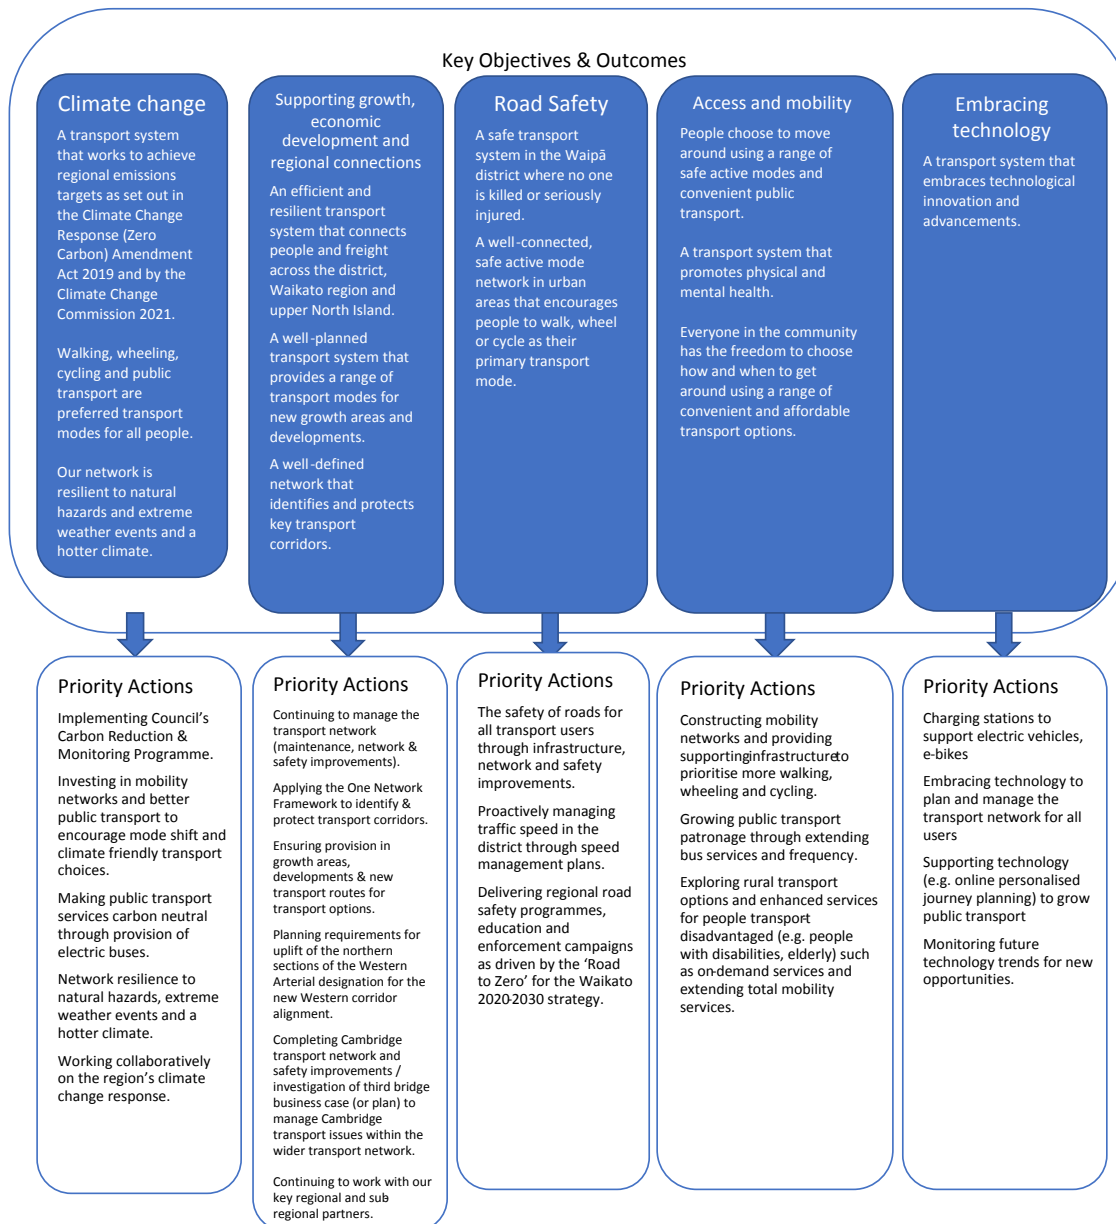 Key Objectives & Outcomes
Climate change
A transport system
that works to achieve
regional emissions
targets as set out in
the Climate Change
Response (Zero
Carbon) Amendment
Act 2019 and by the
Climate Change
Commission 2021.
Walking, wheeling,
cycling and public
transport are
preferred transport
modes for all people.
Our network is
resilient to natural
hazards and extreme
weather events and a
hotter climate.
Supporting growth,
economic
development and
regional connections
An efficient and
resilient transport
system that connects
people and freight
across the district,
Waikato region and
upper North Island.
A well-planned
transport system that
provides a range of
transport modes for
new growth areas and
developments.
A well-defined
network that
identifies and protects
key transport
corridors.
Road Safety
A safe transport
system in the Waipā
district where no one
is killed or seriously
injured.
A well-connected,
safe active mode
network in urban
areas that encourages
people to walk, wheel
or cycle as their
primary transport
mode.
Access and mobility
People choose to move
around using a range of
safe active modes and
convenient public
transport.
A transport system that
promotes physical and
mental health.
Everyone in the community
has the freedom to choose
how and when to get
around using a range of
convenient and affordable
transport options.
Embracing
technology
A transport system that
embraces technological
innovation and
advancements.
Priority Actions
Implementing Council's
Carbon Reduction &
Monitoring Programme.
Investing in mobility
networks and better
public transport to
encourage mode shift and
climate friendly transport
choices.
Making public transport
services carbon neutral
through provision of
electric buses.
Network resilience to
natural hazards, extreme
weather events and a
hotter climate.
Working collaboratively
on the region's climate
change response.
Priority Actions
Continuing to manage the
transport network
(maintenance, network &
safety improvements).
Applying the One Network
Framework to identify &
protect transport corridors.
Ensuring provision in
growth areas,
developments & new
transport routes for
transport options.
Planning requirements for
uplift of the northern
sections of the Western
Arterial designation for the
new Western corridor
alignment.
Completing Cambridge
transport network and
safety improvements /
investigation of third bridge
business case (or plan) to
manage Cambridge
transport issues within the
wider transport network.
Continuing to work with our
key regional and sub-
regional partners.
Priority Actions
The safety of roads for
all transport users
through infrastructure,
network and safety
improvements.
Proactively managing
traffic speed in the
district through speed
management plans.
Delivering regional road
safety programmes,
education and
enforcement campaigns
as driven by the 'Road
to Zero' for the Waikato
2020-2030 strategy.
Priority Actions
Constructing mobility
networks and providing
supporting infrastructure to
prioritise more walking,
wheeling and cycling.
Growing public transport
patronage through extending
bus services and frequency.
Exploring rural transport
options and enhanced services
for people transport-
disadvantaged (e.g. people
with disabilities, elderly) such
as on-demand services and
extending total mobility
services.
Priority Actions
Charging stations to
support electric vehicles,
e-bikes
Embracing technology to
plan and manage the
transport network for all
users
Supporting technology
(e.g. online personalised
journey planning) to grow
public transport
Monitoring future
technology trends for new
opportunities.